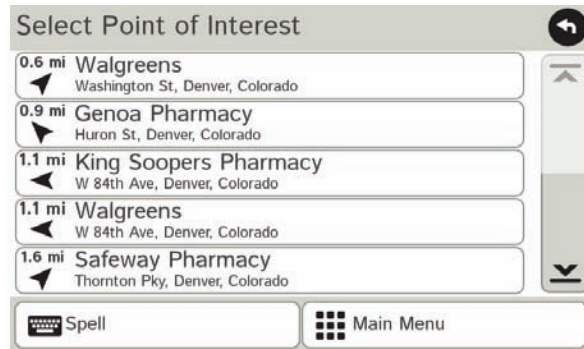 Select Point of Interest
0.6 mi Walgreens
Washington St, Denver, Colorado
0.9 mi Genoa Pharmacy
Huron St, Denver, Colorado
1.1 mi King Soopers Pharmacy
W 84th Ave, Denver, Colorado
1.1 mi Walgreens
W 84th Ave, Denver, Colorado
1.6 mi Safeway Pharmacy
Thornton Pky, Denver, Colorado
Spell
Main Menu